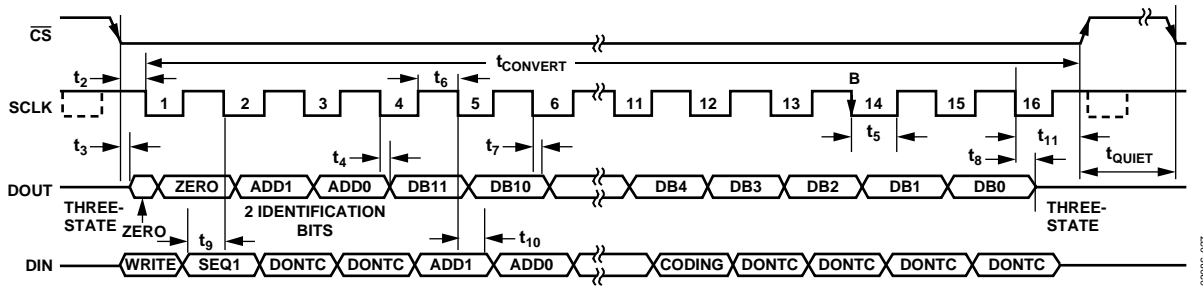 CS
tCONVERT
t2
t6
B
SCLK
1 2 3 4 5 6 11 12 13 14 15 16
t3
t4
t7
t5
t11
t8
tQUIET
DOUT
ZERO ADD1 ADD0 DB11 DB10 DB4 DB3 DB2 DB1 DB0
THREE-
STATE
ZERO
2 IDENTIFICATION
BITS
THREE-
STATE
t9
t10
DIN
WRITE SEQ1 DONTC DONTC ADD1 ADD0 CODING DONTC DONTC DONTC DONTC